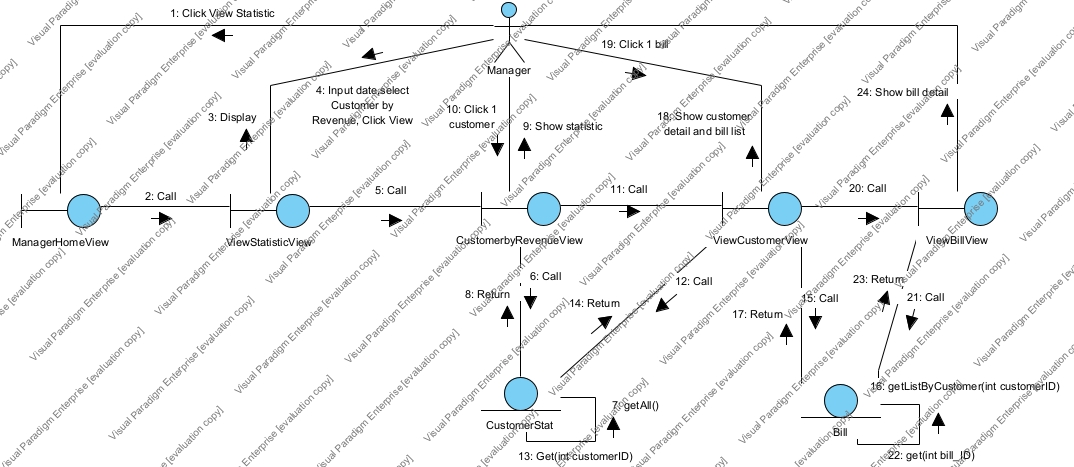 1: Click View Statistic
19: Click 1 bill
Manager
4: Input date,select
Customer by
Revenue, Click View
3: Display
10: Click 1
customer
9: Show statistic
18: Show customer
detail and bill list
24: Show bill detail
2: Call
5: Call
11: Call
20: Call
ManagerHomeView
ViewStatisticView
CustomerbyRevenueView
ViewCustomerView
ViewBillView
6: Call
8: Return
14: Return
12: Call
15: Call
17: Return
23: Return
21: Call
16: getListByCustomer(int customerID)
7: getAll()
CustomerStat
Bill
13: Get(int customerID)
22: get(int bill_ID)
Visual Paradigm Enterprise [evaluation copy]